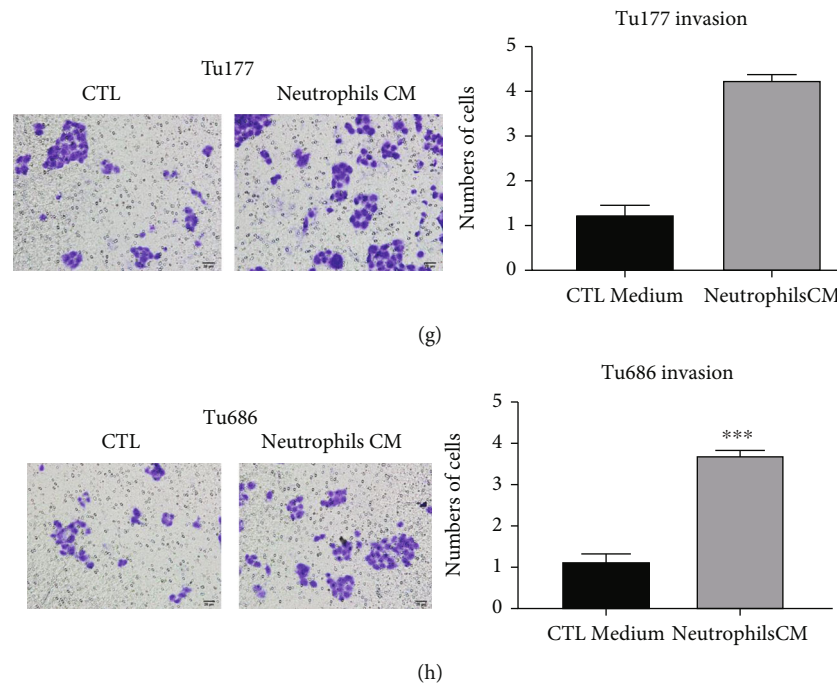 Tu177
CTL
Neutrophils CM
Tu177 invasion
Numbers of cells
5
4
3
2
1
0
CTL Medium
NeutrophilsCM
(g)
Tu686
CTL
Neutrophils CM
Tu686 invasion
Numbers of cells
5
4
3
2
1
0
***
CTL Medium
NeutrophilsCM
(h)